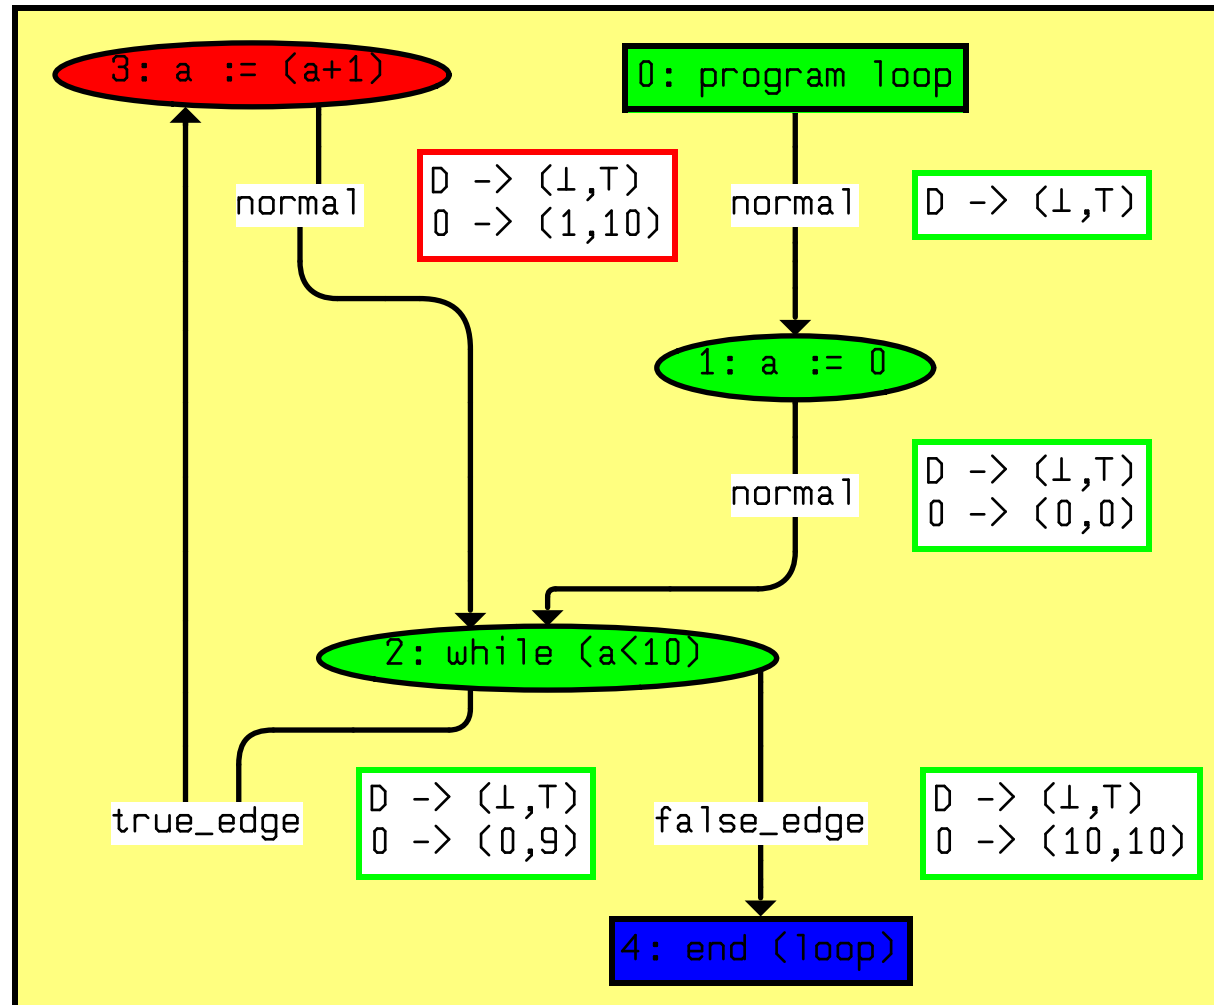 3: a := (a+1)
0: program loop
normal
D -> (⊥,T)
0 -> (1,10)
normal
D -> (⊥,T)
1: a := 0
normal
D -> (⊥,T)
0 -> (0,0)
2: while (a<10)
true_edge
D -> (⊥,T)
0 -> (0,9)
false_edge
D -> (⊥,T)
0 -> (10,10)
4: end (loop)